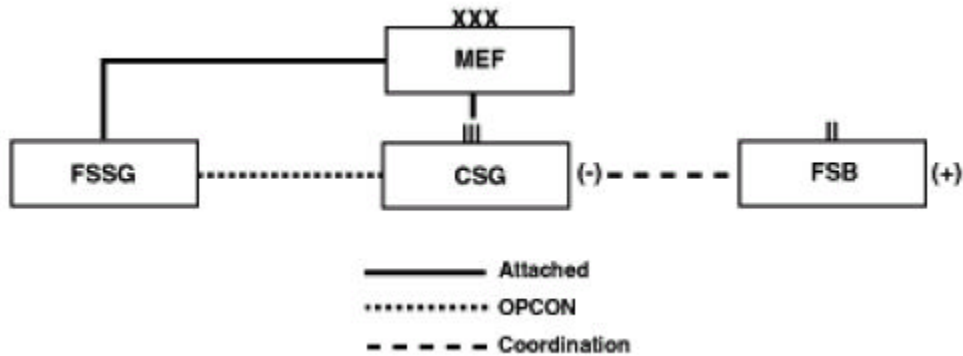 XXX
MEF
III
II
FSSG
CSG
(-)
FSB
(+)
Attached
OPCON
Coordination